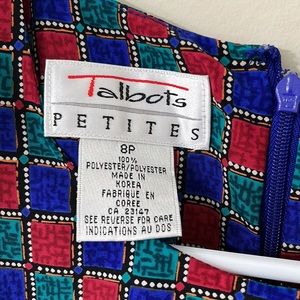 Talbots
PETITES
8P
100%
POLYESTER/POLYESTER
MADE IN
KOREA
FABRIQUE EN
COREE
CA 23167
SEE REVERSE FOR CARE
INDICATIONS AU DOS